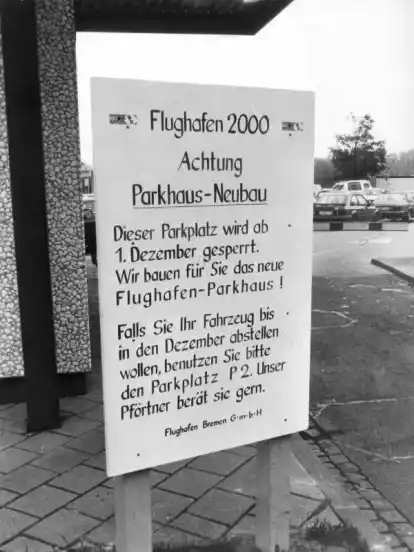 Flughafen 2000
Achtung
Parkhaus-Neubau
Dieser Parkplatz wird ab
1. Dezember gesperrt.
Wir bauen für Sie das neue
Flughafen-Parkhaus !
Falls Sie Ihr Fahrzeug bis
in den Dezember abstellen
wollen, benutzen Sie bitte
den Parkplatz P 2. Unser
Pförtner berät sie gern.
Flughafen Bremen G·m·b·H